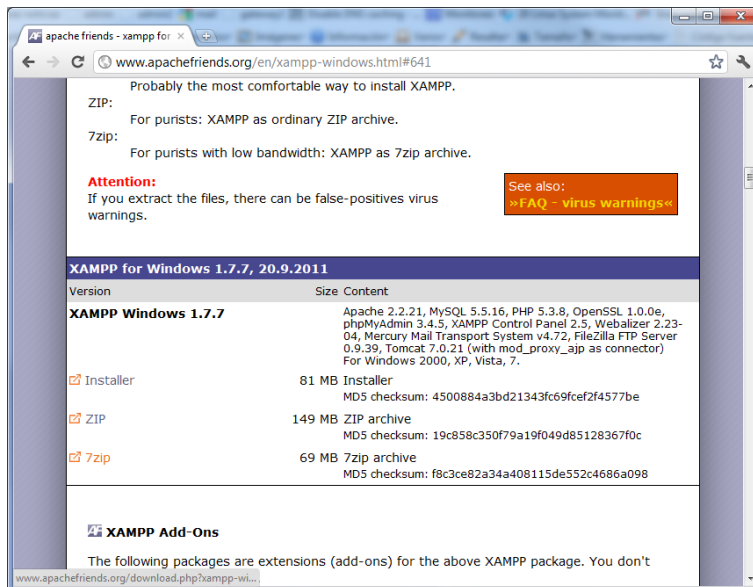 apache friends - xampp for
www.apachefriends.org/en/xampp-windows.html#641
Probably the most comfortable way to install XAMPP.
ZIP:
For purists: XAMPP as ordinary ZIP archive.
7zip:
For purists with low bandwidth: XAMPP as 7zip archive.
Attention:
If you extract the files, there can be false-positives virus
warnings.
See also:
»FAQ - virus warnings«
XAMPP for Windows 1.7.7, 20.9.2011
Version Size Content
XAMPP Windows 1.7.7 Apache 2.2.21, MySQL 5.5.16, PHP 5.3.8, OpenSSL 1.0.0e,
phpMyAdmin 3.4.5, XAMPP Control Panel 2.5, Webalizer 2.23-
04, Mercury Mail Transport System v4.72, FileZilla FTP Server
0.9.39, Tomcat 7.0.21 (with mod_proxy_ajp as connector)
For Windows 2000, XP, Vista, 7.
Installer 81 MB Installer
MD5 checksum: 4500884a3bd21343fc69fcef2f4577be
ZIP 149 MB ZIP archive
MD5 checksum: 19c858c350f79a19f049d85128367f0c
7zip 69 MB 7zip archive
MD5 checksum: f8c3ce82a34a408115de552c4686a098
XAMPP Add-Ons
The following packages are extensions (add-ons) for the above XAMPP package. You don't
www.apachefriends.org/download.php?xampp-wi...